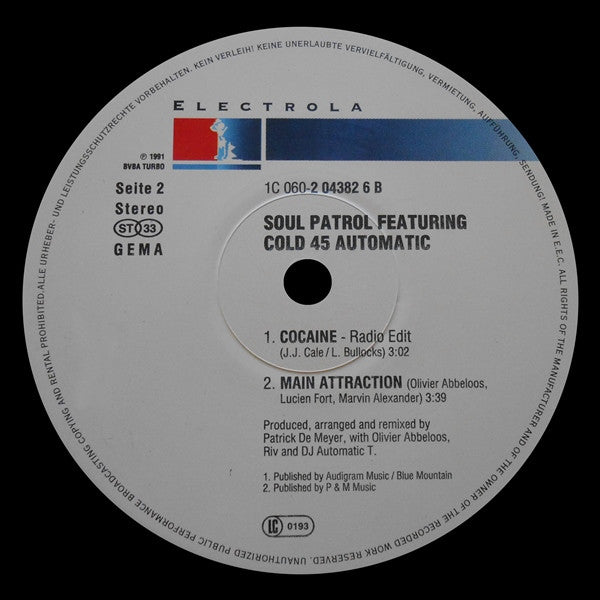 KEIN VERLEIH! KEINE UNERLAUBTE VERVIELFÄLTIGUNG, VERMIETUNG, AUFFÜHRUNG, SENDUNG! MADE IN E.E.C. ALL RIGHTS OF THE MANUFACTURER AND OF THE OWNER OF THE RECORDED WORK RESERVED. UNAUTHORIZED PUBLIC PERFORMANCE BROADCASTING COPYING AND RENTAL PROHIBITED. ALLE URHEBER- UND LEISTUNGSSCHUTZRECHTE VORBEHALTEN.
ELECTROLA
℗ 1991
BVBA TURBO
Seite 2
Stereo
ST 33
GEMA
1C 060-2 04382 6 B
SOUL PATROL FEATURING
COLD 45 AUTOMATIC
1. COCAINE - Radio Edit
(J.J. Cale/L. Bullocks) 3:02
2. MAIN ATTRACTION (Olivier Abbeloos,
Lucien Fort, Marvin Alexander) 3:39
Produced, arranged and remixed by
Patrick De Meyer, with Olivier Abbeloos,
Riv and DJ Automatic T.
1. Published by Audigram Music / Blue Mountain
2. Published by P & M Music
LC 0193